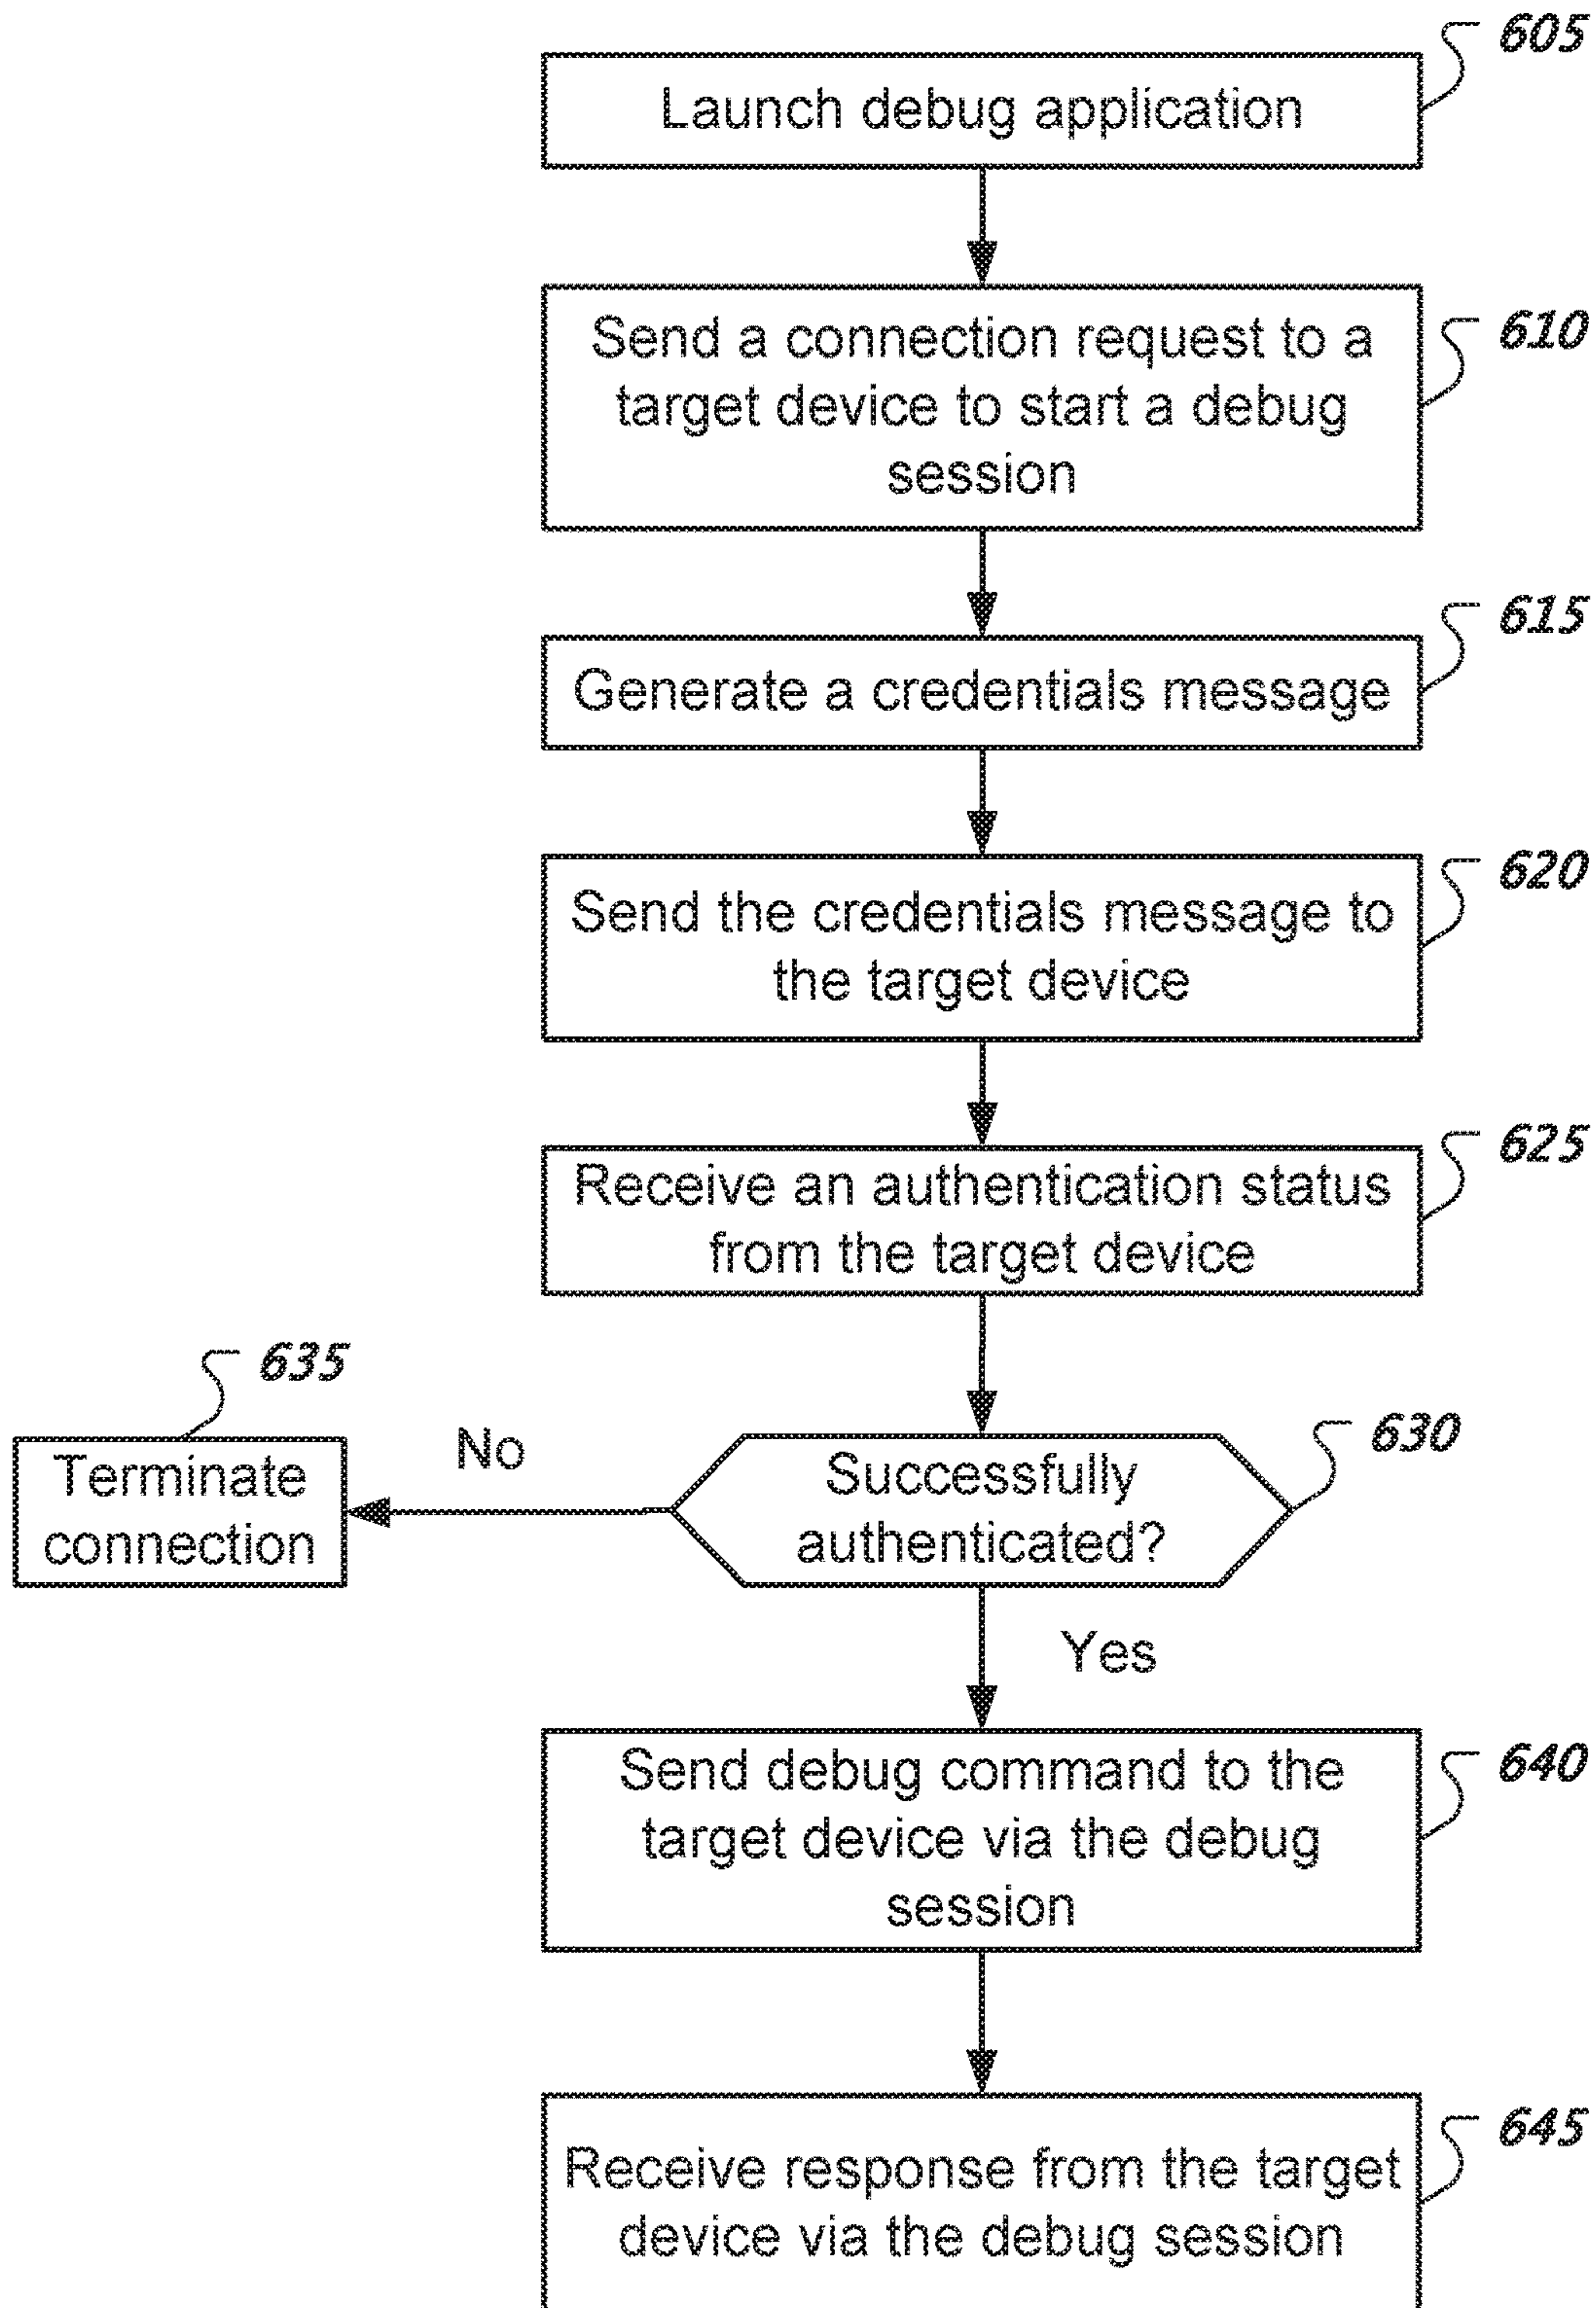 605
Launch debug application
610
Send a connection request to a
target device to start a debug
session
615
Generate a credentials message
620
Send the credentials message to
the target device
625
Receive an authentication status
from the target device
635
Terminate
connection
No
630
Successfully
authenticated?
Yes
640
Send debug command to the
target device via the debug
session
645
Receive response from the target
device via the debug session